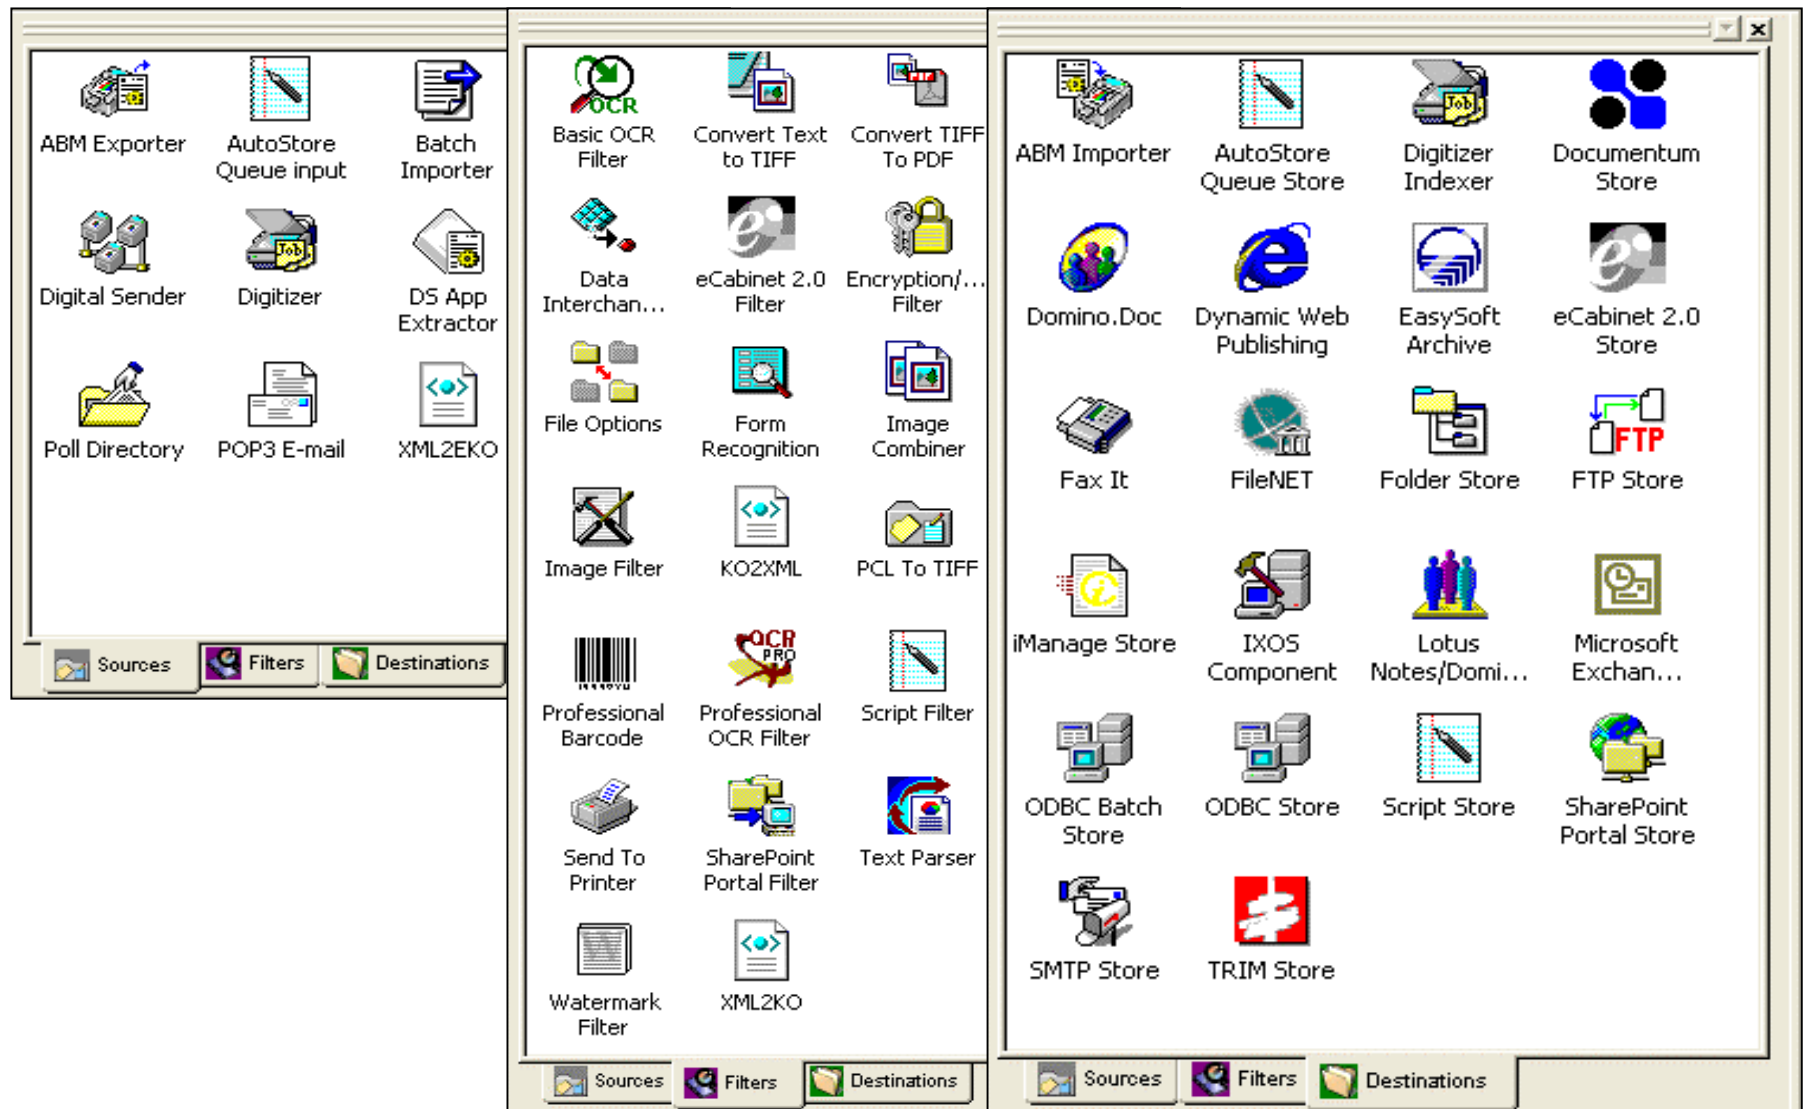 ABM Exporter
AutoStore
Queue input
Batch
Importer
Digital Sender
Job
Digitizer
DS App
Extractor
Poll Directory
POP3 E-mail
XML2EKO
Sources
Filters
Destinations
OCR
Basic OCR
Filter
Convert Text
to TIFF
Convert TIFF
To PDF
Data
Interchan...
e
eCabinet 2.0
Filter
Encryption/...
Filter
File Options
Form
Recognition
Image
Combiner
Image Filter
KO2XML
PCL To TIFF
Professional
Barcode
OCR
PRO
Professional
OCR Filter
Script Filter
Send To
Printer
SharePoint
Portal Filter
Text Parser
W
Watermark
Filter
XML2KO
Sources
Filters
Destinations
ABM Importer
AutoStore
Queue Store
Job
Digitizer
Indexer
Documentum
Store
Domino.Doc
e
Dynamic Web
Publishing
EasySoft
Archive
e
eCabinet 2.0
Store
Fax It
FileNET
Folder Store
FTP
FTP Store
i
iManage Store
IXOS
Component
Lotus
Notes/Domi...
Microsoft
Exchan...
ODBC Batch
Store
ODBC Store
Script Store
SharePoint
Portal Store
SMTP Store
TRIM Store
Sources
Filters
Destinations